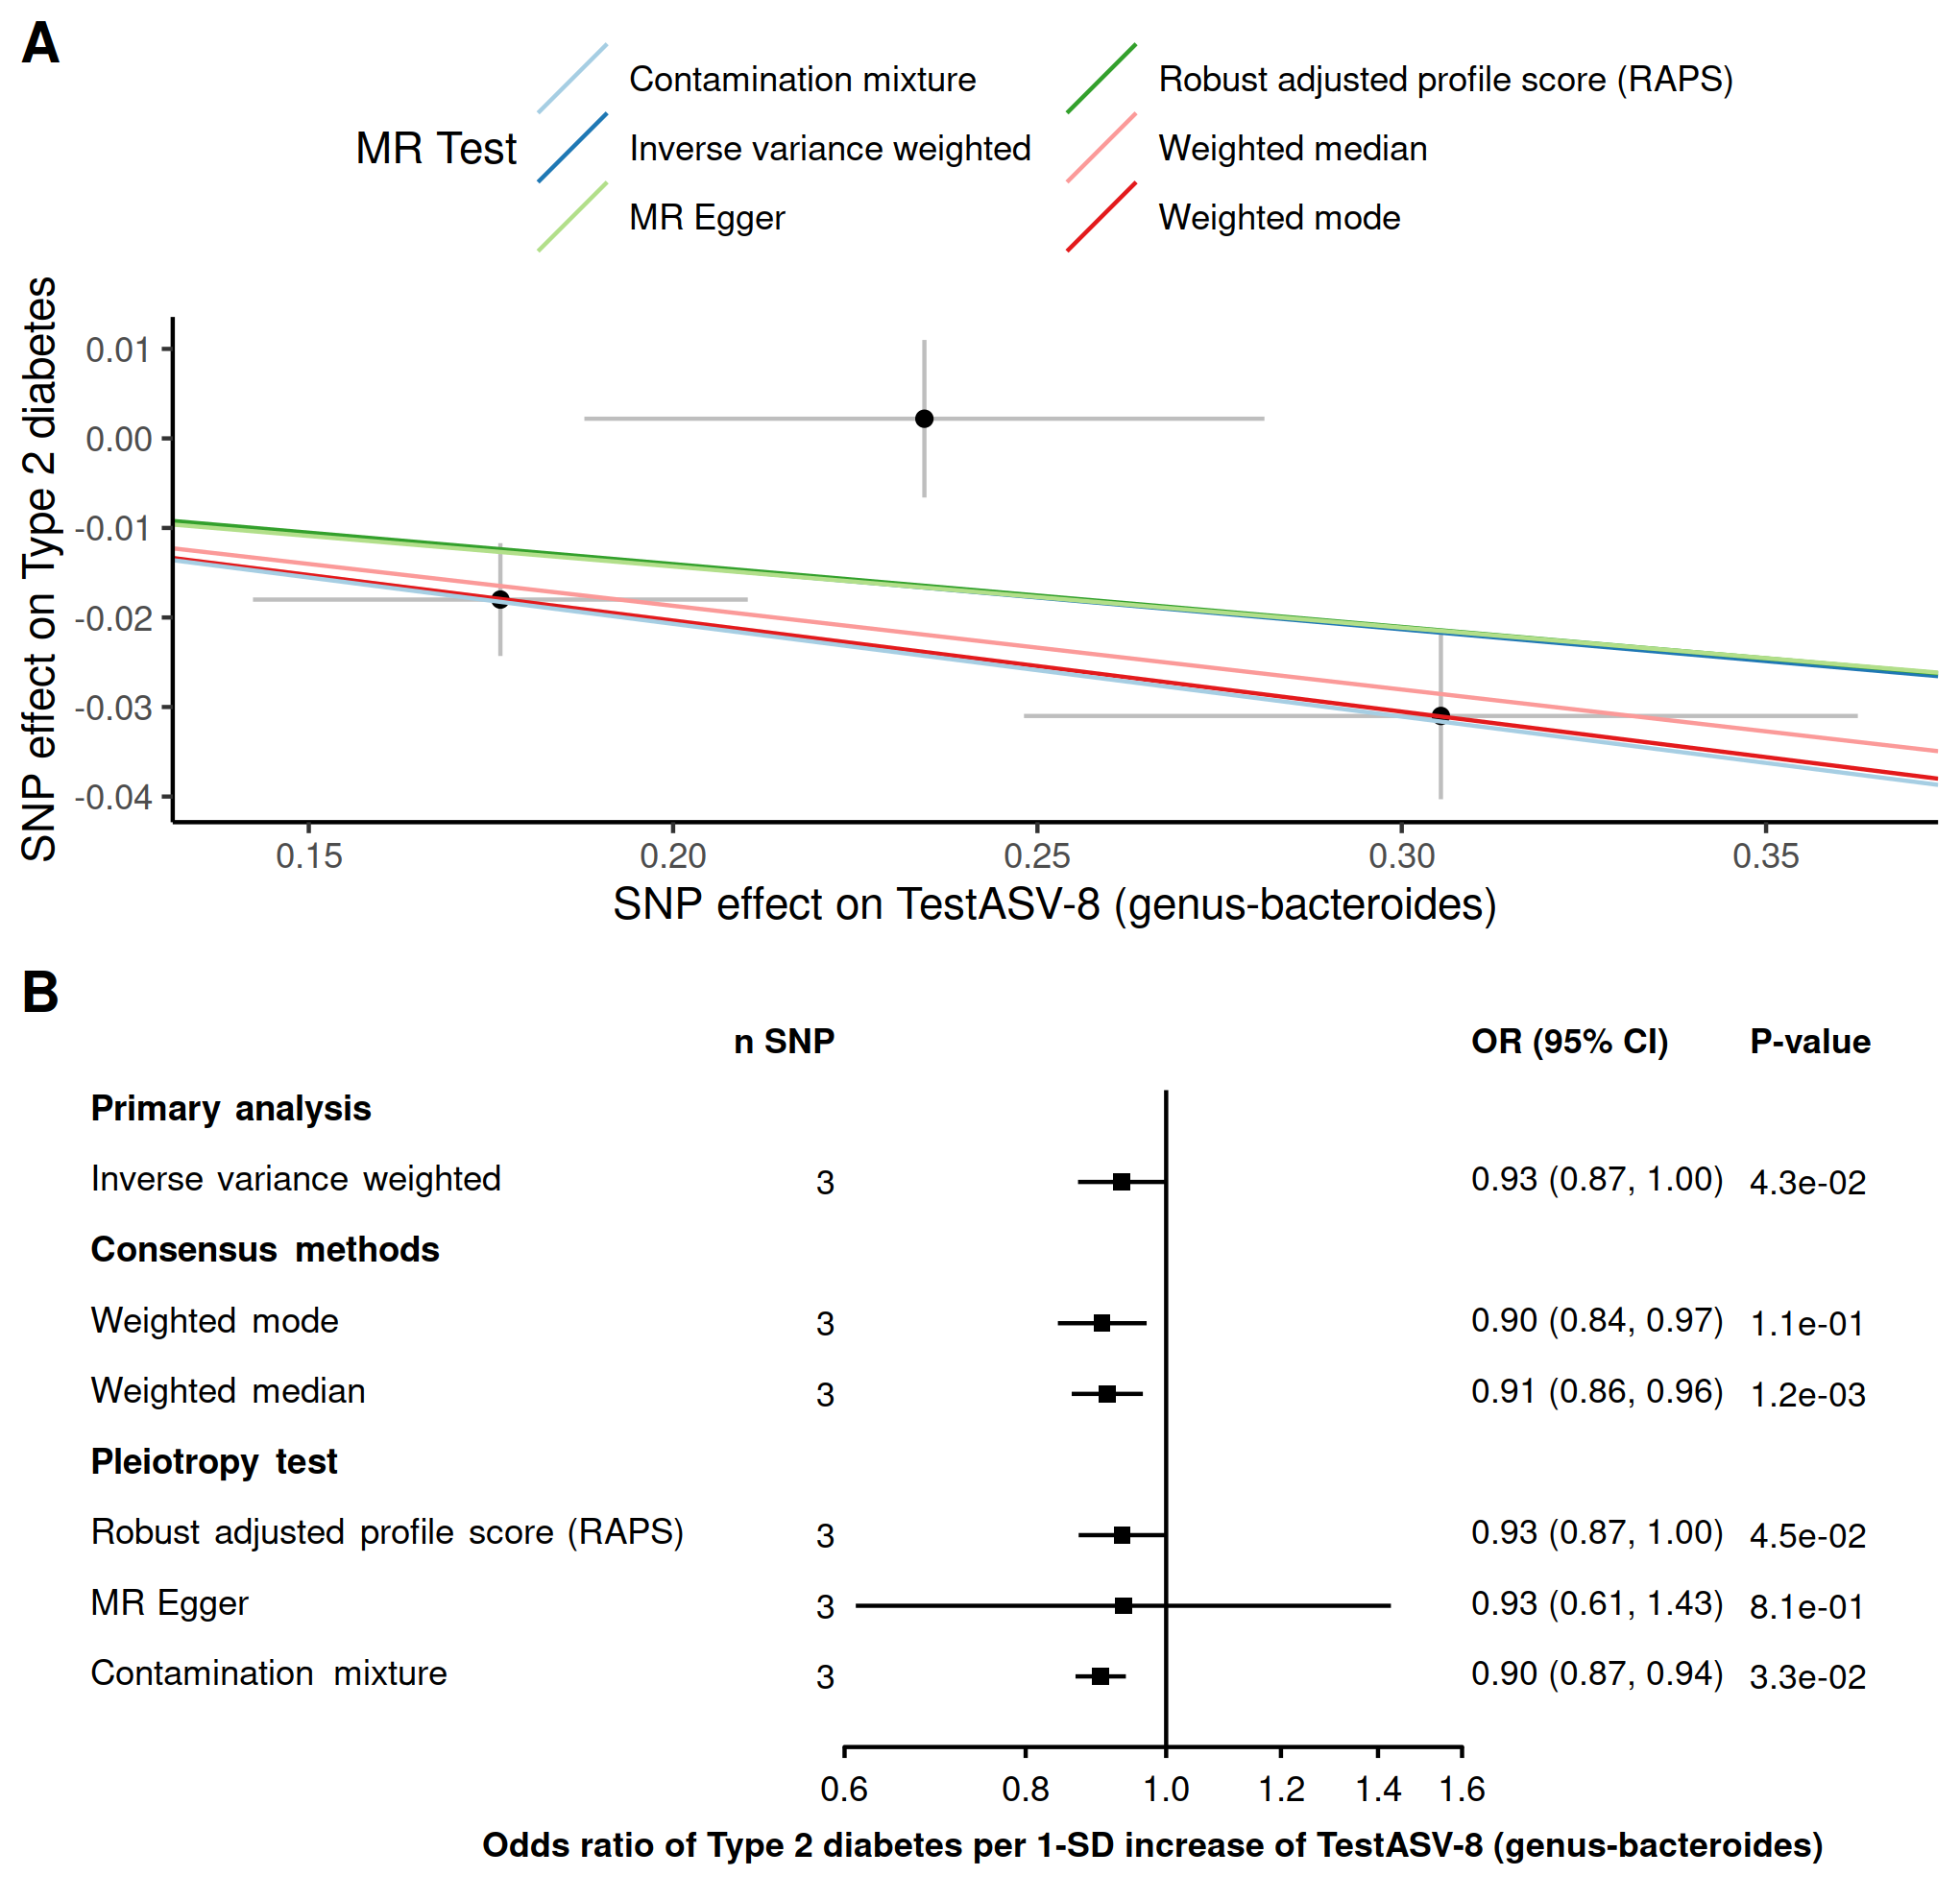 A
MR Test
Contamination mixture
Inverse variance weighted
MR Egger
Robust adjusted profile score (RAPS)
Weighted median
Weighted mode
SNP effect on Type 2 diabetes
0.01
0.00
-0.01
-0.02
-0.03
-0.04
0.15 0.20 0.25 0.30 0.35
SNP effect on TestASV-8 (genus-bacteroides)
B
n SNP OR (95% CI) P-value
Primary analysis
Inverse variance weighted 3 0.93 (0.87, 1.00) 4.3e-02
Consensus methods
Weighted mode 3 0.90 (0.84, 0.97) 1.1e-01
Weighted median 3 0.91 (0.86, 0.96) 1.2e-03
Pleiotropy test
Robust adjusted profile score (RAPS) 3 0.93 (0.87, 1.00) 4.5e-02
MR Egger 3 0.93 (0.61, 1.43) 8.1e-01
Contamination mixture 3 0.90 (0.87, 0.94) 3.3e-02
0.6 0.8 1.0 1.2 1.4 1.6
Odds ratio of Type 2 diabetes per 1-SD increase of TestASV-8 (genus-bacteroides)